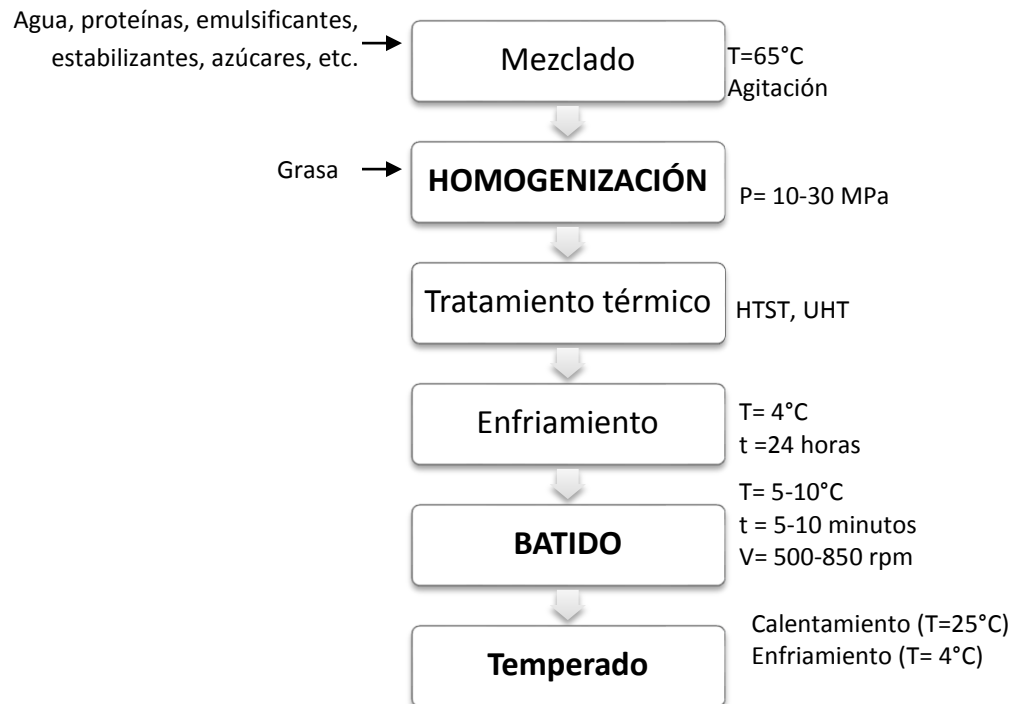 Agua, proteínas, emulsificantes,
estabilizantes, azúcares, etc.
Mezclado
T=65°C
Agitación
Grasa
HOMOGENIZACIÓN
P= 10-30 MPa
Tratamiento térmico
HTST, UHT
Enfriamiento
T= 4°C
t =24 horas
BATIDO
T= 5-10°C
t = 5-10 minutos
V= 500-850 rpm
Temperado
Calentamiento (T=25°C)
Enfriamiento (T= 4°C)